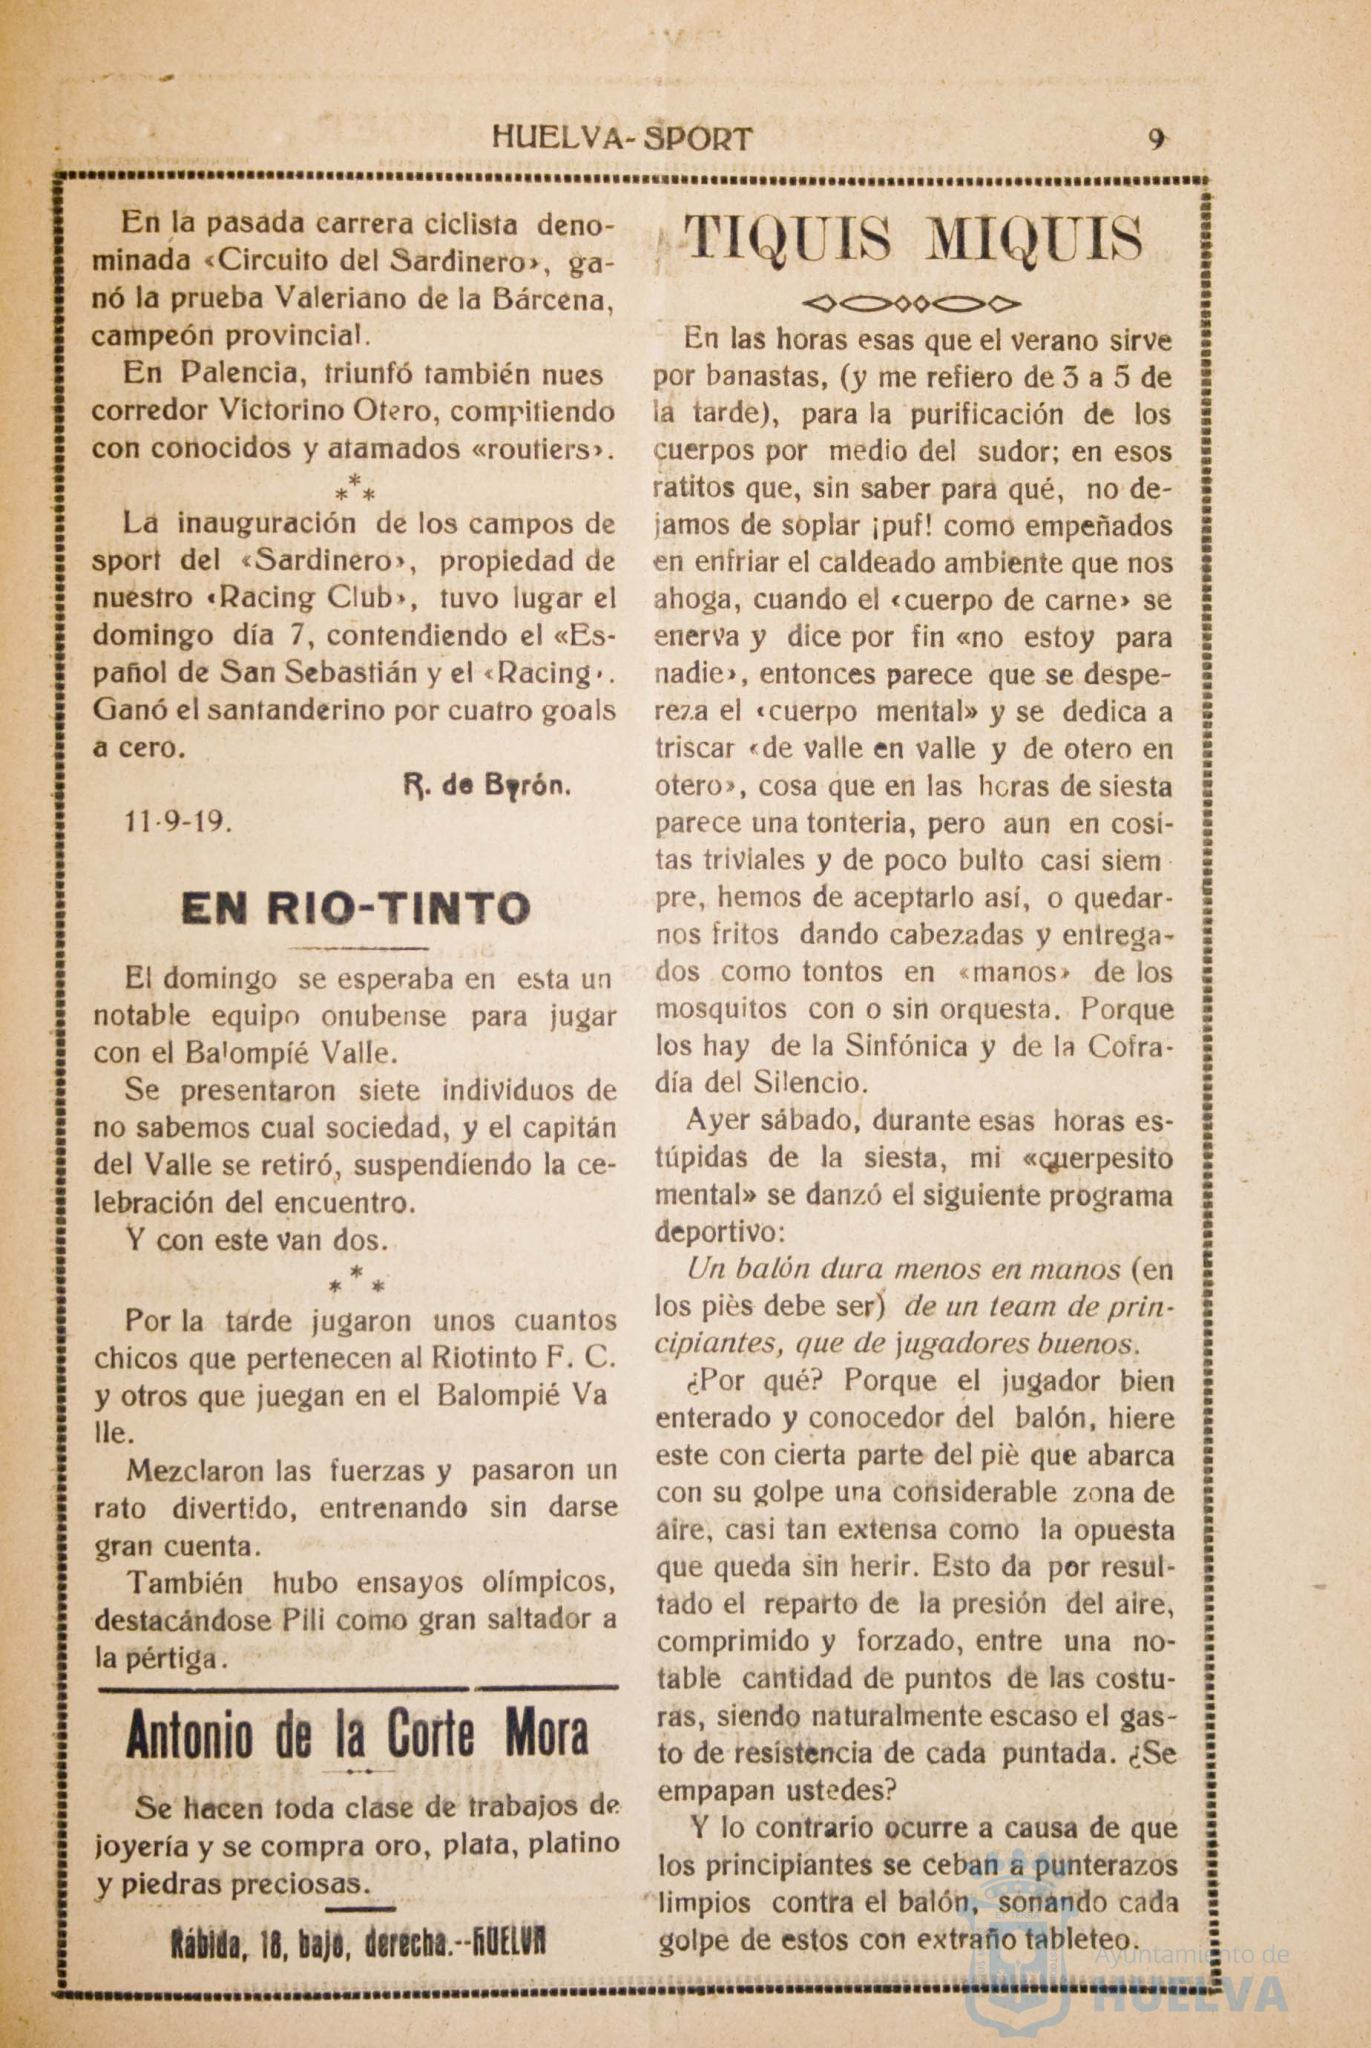 HUELVA-SPORT 9
En la pasada carrera ciclista deno-
minada «Circuito del Sardinero», ga-
nó la prueba Valeriano de la Bárcena,
campeón provincial.
En Palencia, triunfó también nues
corredor Victorino Otero, compitiendo
con conocidos y atamados «routiers».
***
La inauguración de los campos de
sport del «Sardinero», propiedad de
nuestro «Racing Club», tuvo lugar el
domingo día 7, contendiendo el «Es-
pañol de San Sebastián y el «Racing».
Ganó el santanderino por cuatro goals
a cero.
R. de Byrón.
11-9-19.
EN RIO-TINTO
El domingo se esperaba en esta un
notable equipo onubense para jugar
con el Balompíé Valle.
Se presentaron siete individuos de
no sabemos cual sociedad, y el capitán
del Valle se retiró, suspendiendo la ce-
lebración del encuentro.
Y con este van dos.
***
Por la tarde jugaron unos cuantos
chicos que pertenecen al Riotinto F. C.
y otros que juegan en el Balompié Va
lle.
Mezclaron las fuerzas y pasaron un
rato divertido, entrenando sin darse
gran cuenta.
También hubo ensayos olímpicos,
destacándose Pili como gran saltador a
la pértiga.
Antonio de la Corte Mora
Se hacen toda clase de trabajos de
joyería y se compra oro, plata, platino
y piedras preciosas.
Rábida, 18, bajo, derecha.--HUELVA
TIQUIS MIQUIS
En las horas esas que el verano sirve
por banastas, (y me refiero de 3 a 5 de
la tarde), para la purificación de los
cuerpos por medio del sudor; en esos
ratitos que, sin saber para qué, no de-
jamos de soplar ¡puf! como empeñados
en enfriar el caldeado ambiente que nos
ahoga, cuando el «cuerpo de carne» se
enerva y dice por fin «no estoy para
nadie», entonces parece que se despe-
reza el «cuerpo mental» y se dedica a
triscar «de valle en valle y de otero en
otero», cosa que en las horas de siesta
parece una tonteria, pero aun en cosi-
tas triviales y de poco bulto casi siem
pre, hemos de aceptarlo así, o quedar-
nos fritos dando cabezadas y entrega-
dos como tontos en «manos» de los
mosquitos con o sin orquesta. Porque
los hay de la Sinfónica y de la Cofra-
día del Silencio.
Ayer sábado, durante esas horas es-
túpidas de la siesta, mi «cuerpesito
mental» se danzó el siguiente programa
deportivo:
Un balón dura menos en manos (en
los piès debe ser) de un team de prin-
cipiantes, que de jugadores buenos.
¿Por qué? Porque el jugador bien
enterado y conocedor del balón, hiere
este con cierta parte del piè que abarca
con su golpe una considerable zona de
aire, casi tan extensa como la opuesta
que queda sin herir. Esto da por resul-
tado el reparto de la presión del aire,
comprimido y forzado, entre una no-
table cantidad de puntos de las costu-
ras, siendo naturalmente escaso el gas-
to de resistencia de cada puntada. ¿Se
empapan ustedes?
Y lo contrario ocurre a causa de que
los principiantes se ceban a punterazos
limpios contra el balón, sonando cada
golpe de estos con extraño tableteo.
Ayuntamiento de
HUELVA